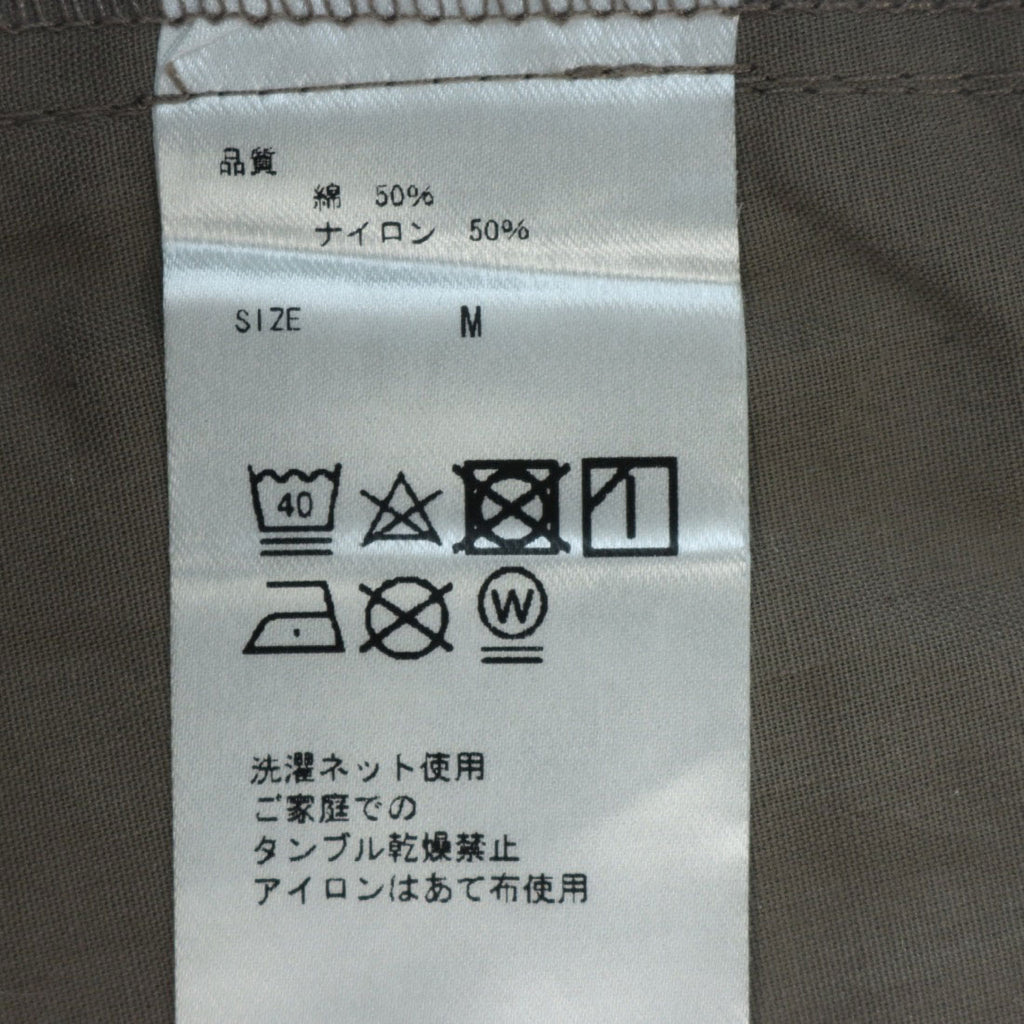 品質
綿 50%
ナイロン 50%
SIZE M
40
W
洗濯ネット使用
ご家庭での
タンブル乾燥禁止
アイロンはあて布使用